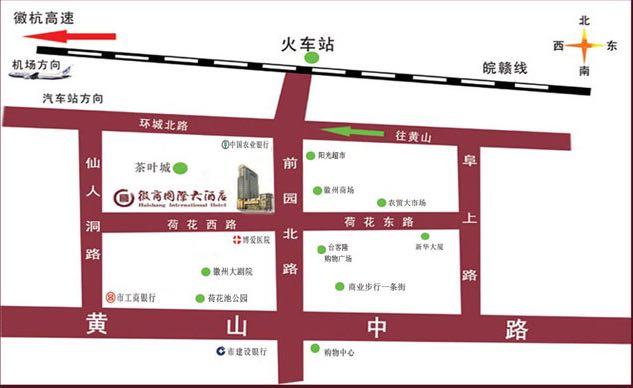 徽杭高速
火车站
北
西
东
南
机场方向
皖赣线
汽车站方向
环城北路
往黄山
中国农业银行
阳光超市
仙人洞路
茶叶城
前园北路
阜上路
徽商国际大酒店
Huishang International Hotel
徽州商场
农贸大市场
荷花西路
荷花东路
博爱医院
台客隆
购物广场
新华大厦
徽州大剧院
商业步行一条街
市工商银行
荷花池公园
黄山中路
市建设银行
购物中心